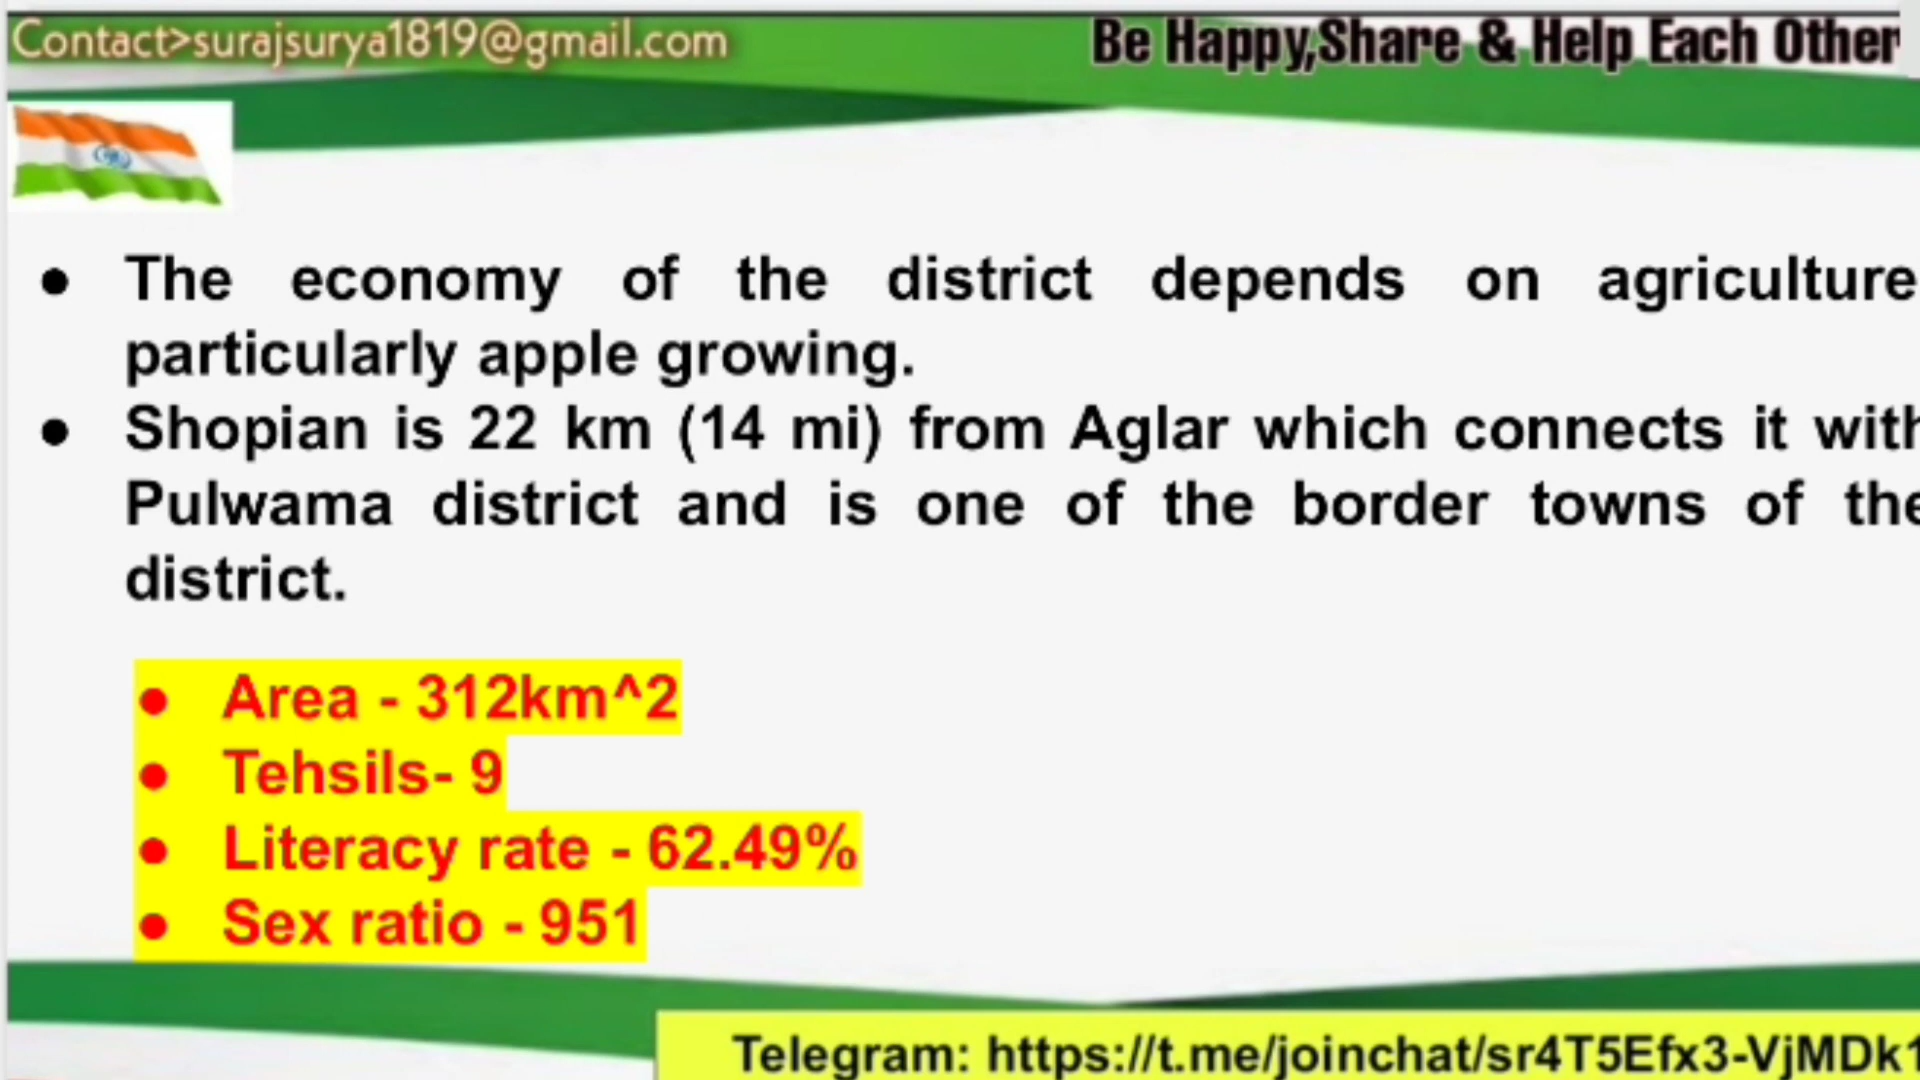 Contact>surajsurya1819@gmail.com
Be Happy,Share & Help Each Other
● The economy of the district depends on agriculture
particularly apple growing.
● Shopian is 22 km (14 mi) from Aglar which connects it with
Pulwama district and is one of the border towns of the
district.
● Area - 312km^2
● Tehsils- 9
● Literacy rate - 62.49%
● Sex ratio - 951
Telegram: https://t.me/joinchat/sr4T5Efx3-VjMDk1